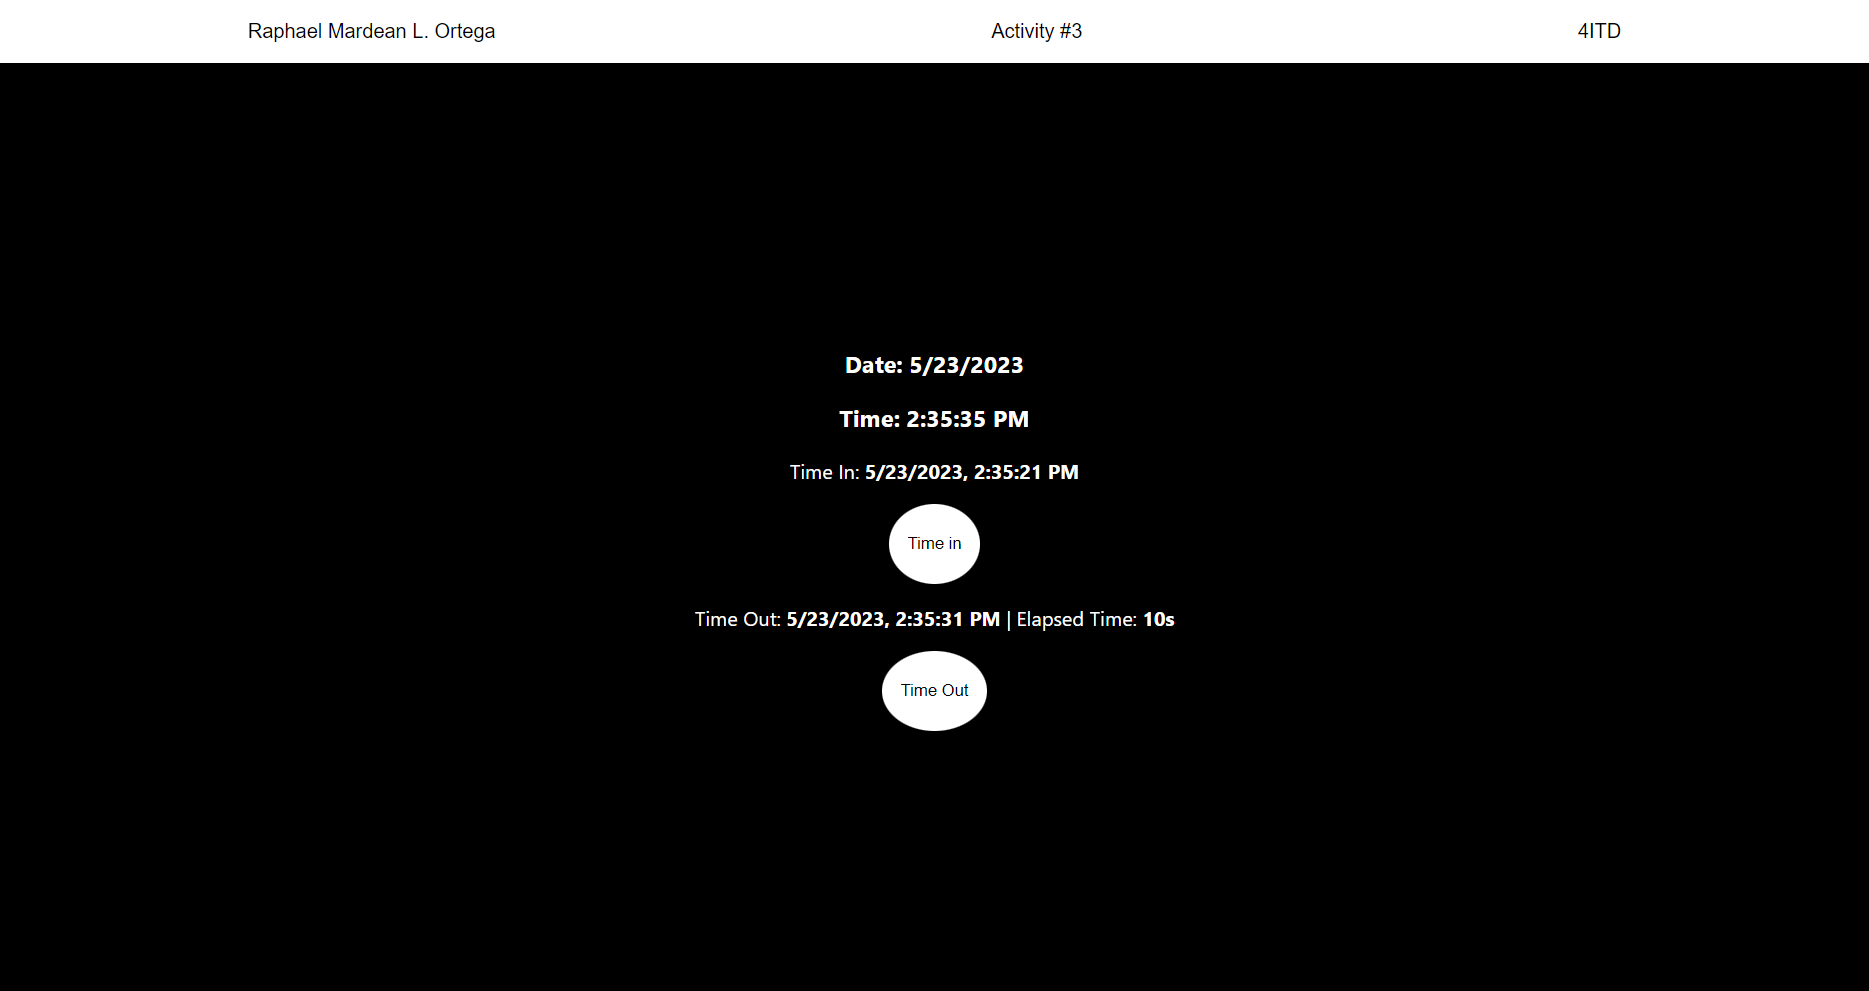 Raphael Mardean L. Ortega Activity #3 4ITD
Date: 5/23/2023
Time: 2:35:35 PM
Time In: 5/23/2023, 2:35:21 PM
Time in
Time Out: 5/23/2023, 2:35:31 PM | Elapsed Time: 10s
Time Out